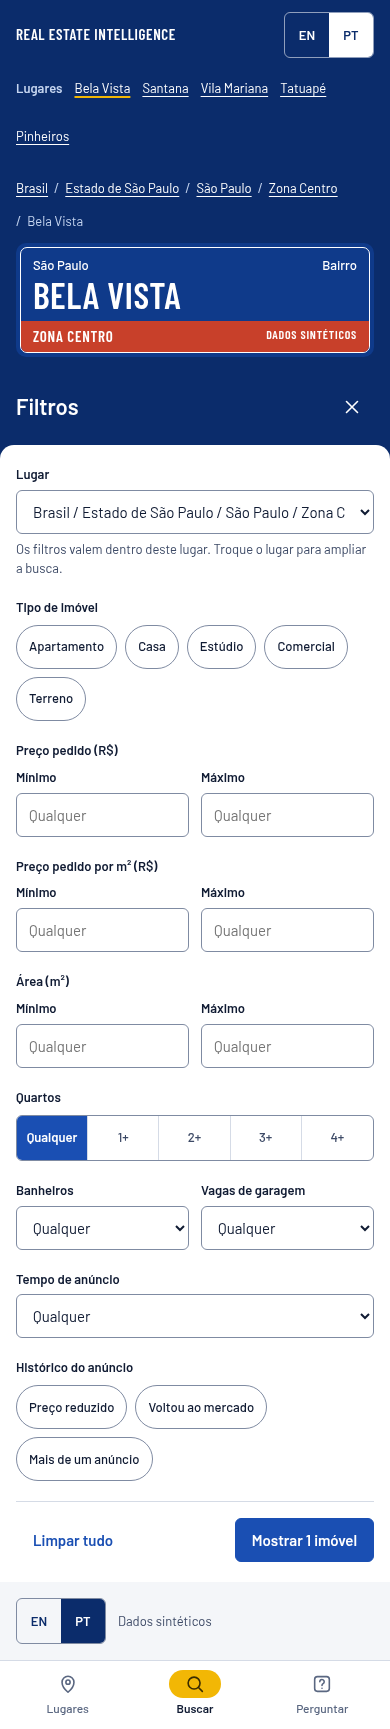 REAL ESTATE INTELLIGENCE
EN PT
Lugares Bela Vista Santana Vila Mariana Tatuapé
Pinheiros
Brasil / Estado de São Paulo / São Paulo / Zona Centro
/ Bela Vista
São Paulo Bairro
BELA VISTA
ZONA CENTRO DADOS SINTÉTICOS
Filtros
Lugar
Brasil / Estado de São Paulo / São Paulo / Zona C
Os filtros valem dentro deste lugar. Troque o lugar para ampliar
a busca.
Tipo de imóvel
Apartamento Casa Estúdio Comercial
Terreno
Preço pedido (R$)
Mínimo Máximo
Qualquer Qualquer
Preço pedido por m² (R$)
Mínimo Máximo
Qualquer Qualquer
Área (m²)
Mínimo Máximo
Qualquer Qualquer
Quartos
Qualquer 1+ 2+ 3+ 4+
Banheiros Vagas de garagem
Qualquer Qualquer
Tempo de anúncio
Qualquer
Histórico do anúncio
Preço reduzido Voltou ao mercado
Mais de um anúncio
Limpar tudo Mostrar 1 imóvel
EN PT Dados sintéticos
Lugares Buscar Perguntar